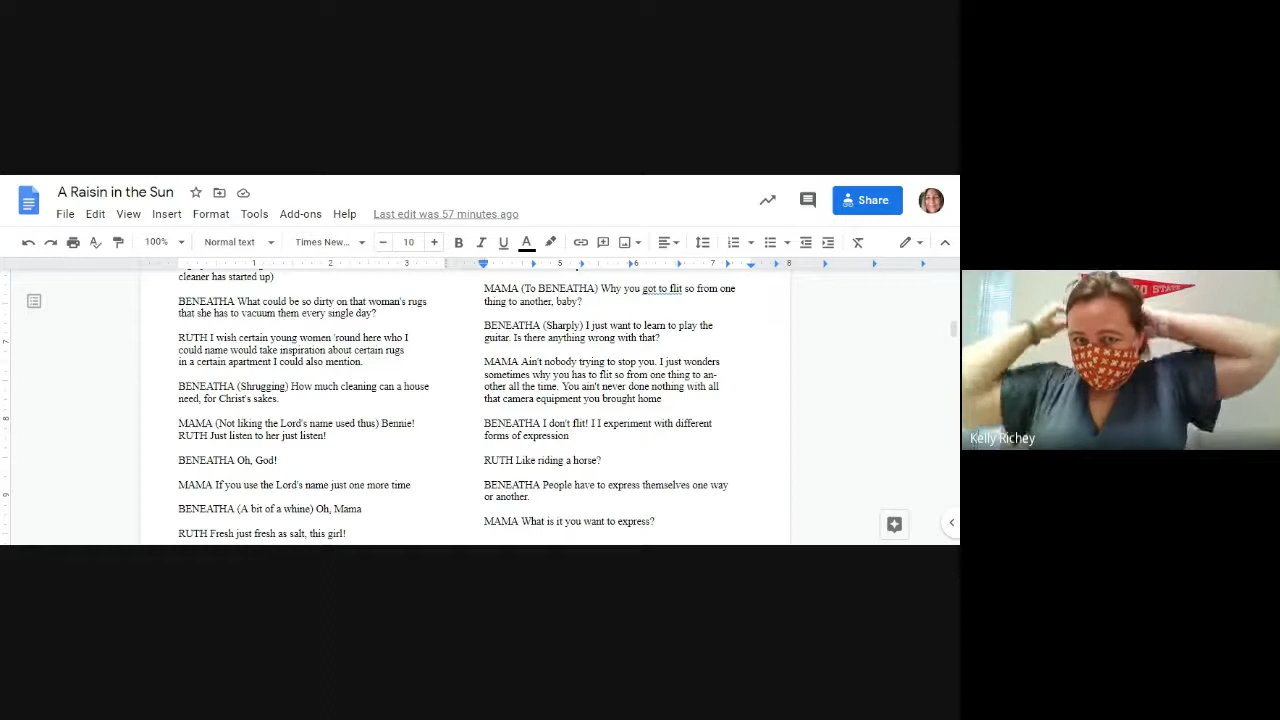 A Raisin in the Sun
File Edit View Insert Format Tools Add-ons Help Last edit was 57 minutes ago
Share
100% Normal text Times New... 10 B I U A
1 2 3 5 6 7 8
cleaner has started up)
BENEATHA What could be so dirty on that woman's rugs
that she has to vacuum them every single day?
RUTH I wish certain young women 'round here who I
could name would take inspiration about certain rugs
in a certain apartment I could also mention.
BENEATHA (Shrugging) How much cleaning can a house
need, for Christ's sakes.
MAMA (Not liking the Lord's name used thus) Bennie!
RUTH Just listen to her just listen!
BENEATHA Oh, God!
MAMA If you use the Lord's name just one more time
BENEATHA (A bit of a whine) Oh, Mama
RUTH Fresh just fresh as salt, this girl!
MAMA (To BENEATHA) Why you got to flit so from one
thing to another, baby?
BENEATHA (Sharply) I just want to learn to play the
guitar. Is there anything wrong with that?
MAMA Ain't nobody trying to stop you. I just wonders
sometimes why you has to flit so from one thing to an-
other all the time. You ain't never done nothing with all
that camera equipment you brought home
BENEATHA I don't flit! I I experiment with different
forms of expression
RUTH Like riding a horse?
BENEATHA People have to express themselves one way
or another.
MAMA What is it you want to express?
7
8
9
STATE
Kelly Richey